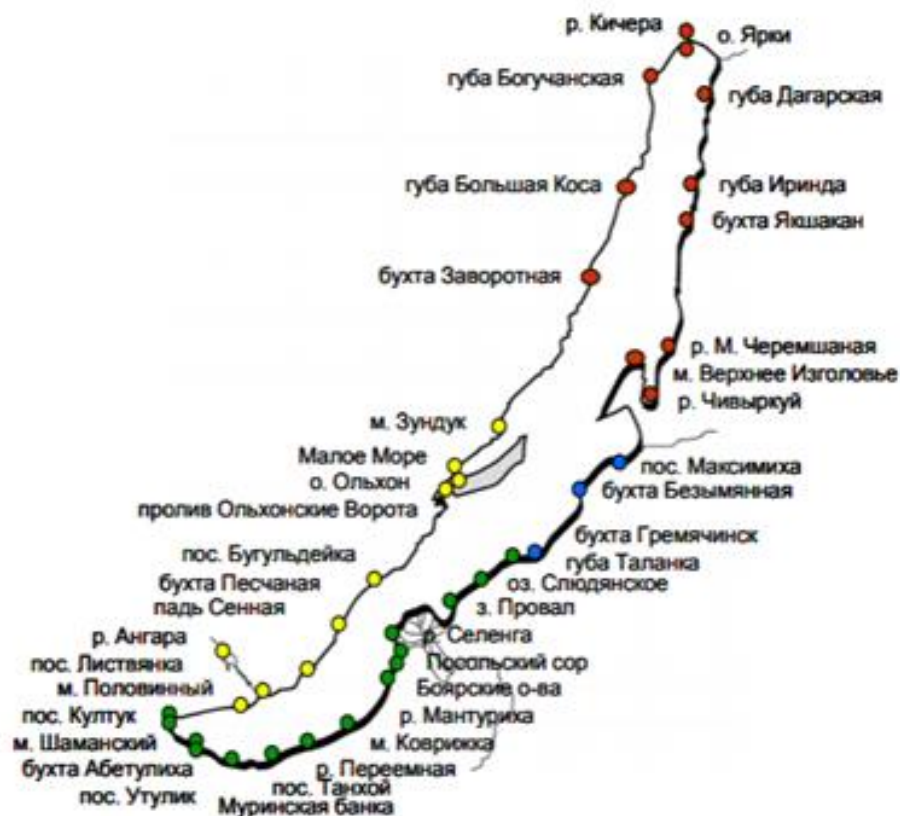 р. Кичера
о. Ярки
губа Богучанская
губа Дагарская
губа Большая Коса
губа Иринда
бухта Якшакан
бухта Заворотная
р. М. Черемшаная
м. Верхнее Изголовье
р. Чивыркуй
м. Зундук
Малое Море
о. Ольхон
пролив Ольхонские Ворота
пос. Максимиха
бухта Безымянная
бухта Гремячинск
губа Таланка
оз. Слюдянское
з. Провал
пос. Бугульдейка
бухта Песчаная
падь Сенная
р. Ангара
пос. Листвянка
м. Половинный
пос. Култук
м. Шаманский
бухта Абетулиха
пос. Утулик
р. Селенга
Посольский сор
Боярские о-ва
р. Мантуриха
м. Коврижка
р. Переемная
пос. Танхой
Муринская банка